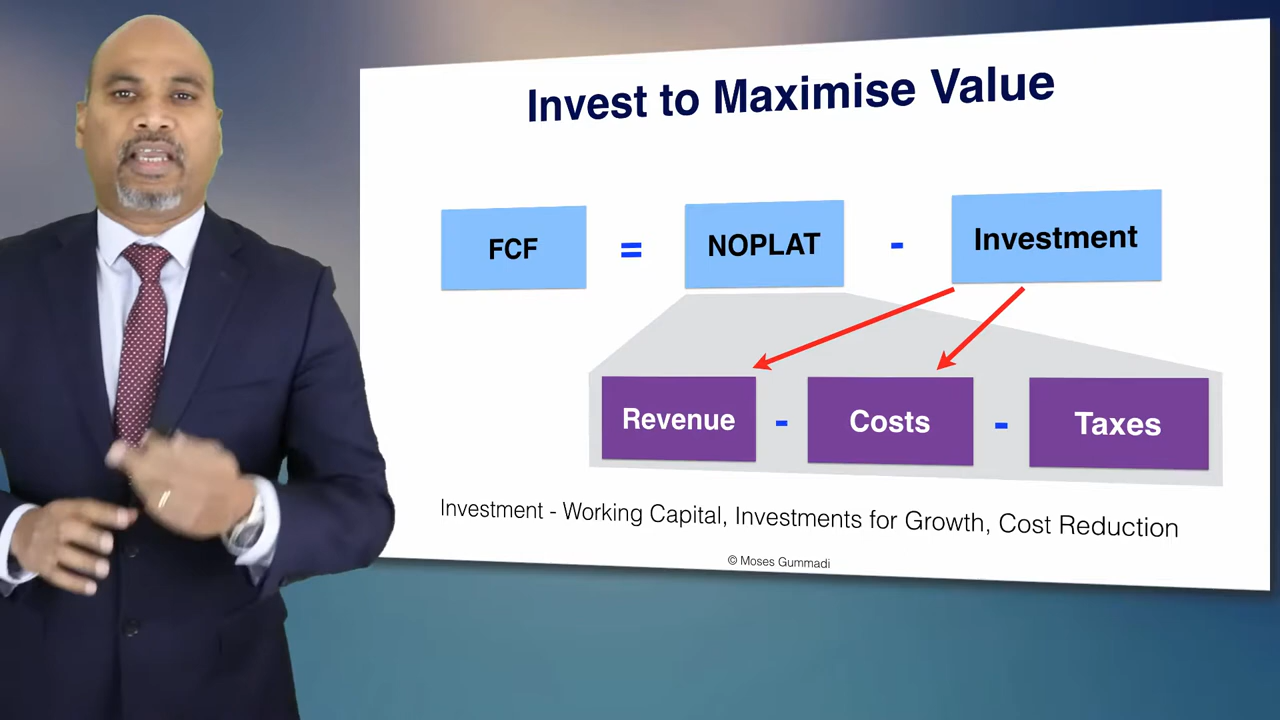 Invest to Maximise Value
FCF = NOPLAT - Investment
Revenue - Costs - Taxes
Investment - Working Capital, Investments for Growth, Cost Reduction
© Moses Gummadi